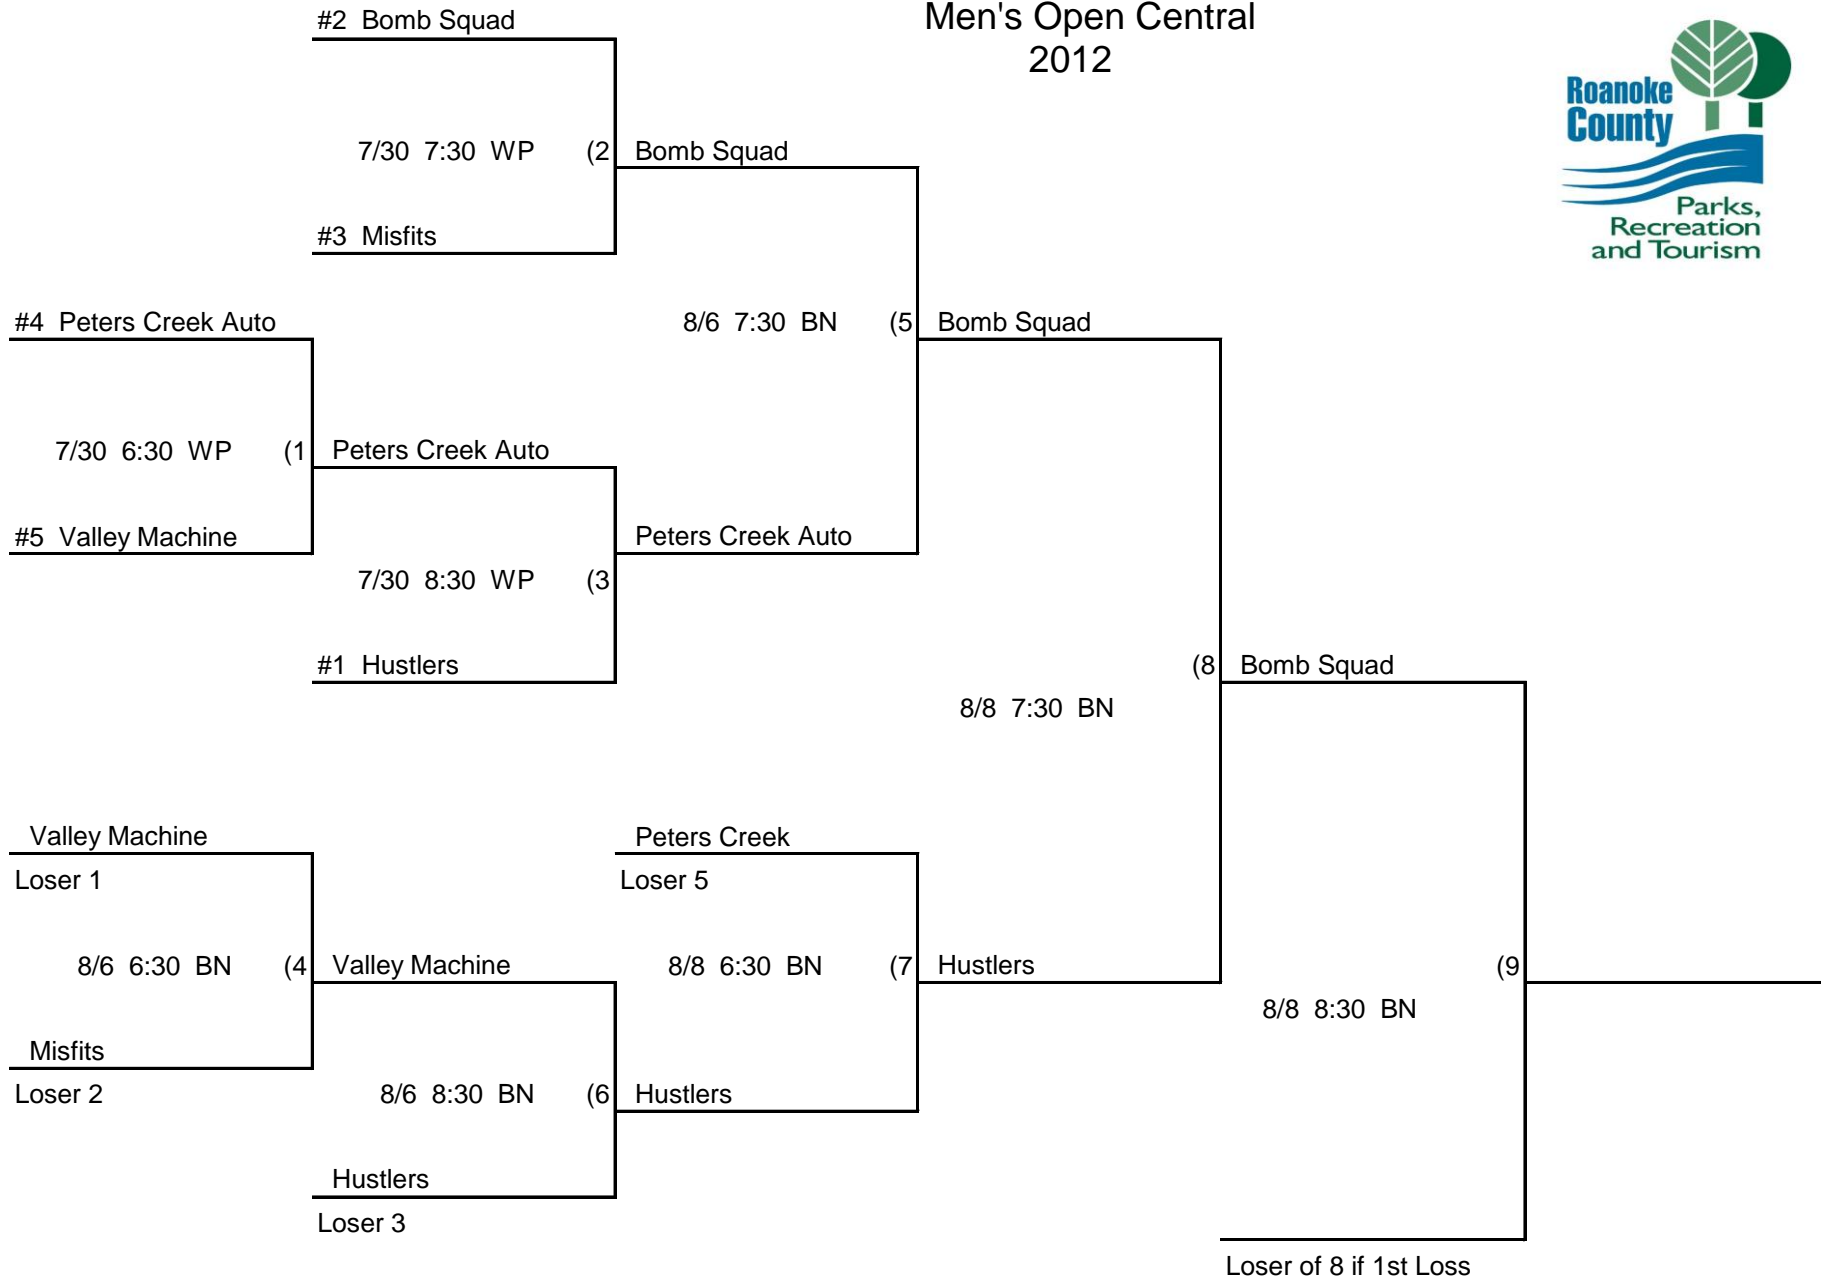 #2 Bomb Squad
Men's Open Central
2012
Roanoke
County
Parks,
Recreation
and Tourism
7/30 7:30 WP (2 Bomb Squad
#3 Misfits
#4 Peters Creek Auto 8/6 7:30 BN (5 Bomb Squad
7/30 6:30 WP (1 Peters Creek Auto
#5 Valley Machine Peters Creek Auto
7/30 8:30 WP (3
#1 Hustlers (8 Bomb Squad
8/8 7:30 BN
Valley Machine Peters Creek
Loser 1 Loser 5
8/6 6:30 BN (4 Valley Machine 8/8 6:30 BN (7 Hustlers (9
8/8 8:30 BN
Misfits
Loser 2 8/6 8:30 BN (6 Hustlers
Hustlers
Loser 3
Loser of 8 if 1st Loss